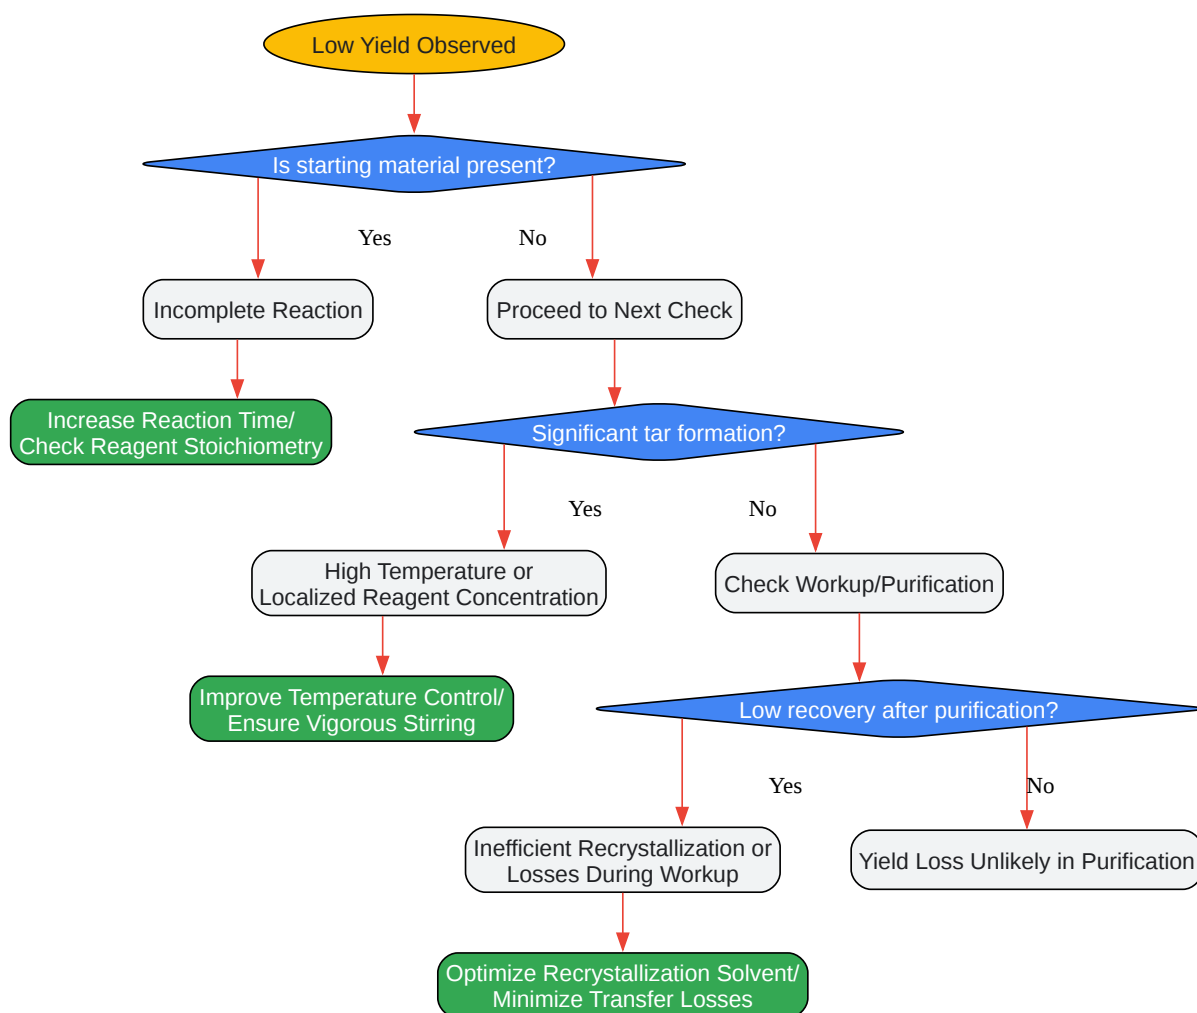 Low Yield Observed
Is starting material present?
Yes
No
Incomplete Reaction
Proceed to Next Check
Increase Reaction Time/
Check Reagent Stoichiometry
Significant tar formation?
Yes
No
High Temperature or
Localized Reagent Concentration
Check Workup/Purification
Improve Temperature Control/
Ensure Vigorous Stirring
Low recovery after purification?
Yes
No
Inefficient Recrystallization or
Losses During Workup
Yield Loss Unlikely in Purification
Optimize Recrystallization Solvent/
Minimize Transfer Losses